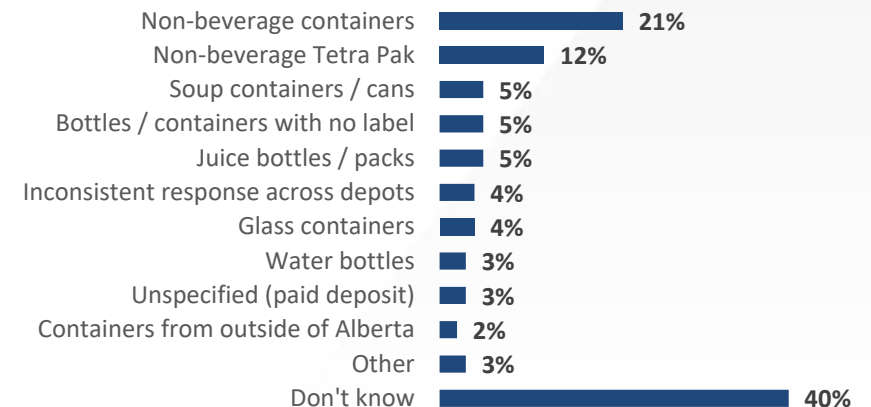 Non-beverage containers 21%
Non-beverage Tetra Pak 12%
Soup containers / cans 5%
Bottles / containers with no label 5%
Juice bottles / packs 5%
Inconsistent response across depots 4%
Glass containers 4%
Water bottles 3%
Unspecified (paid deposit) 3%
Containers from outside of Alberta 2%
Other 3%
Don't know 40%